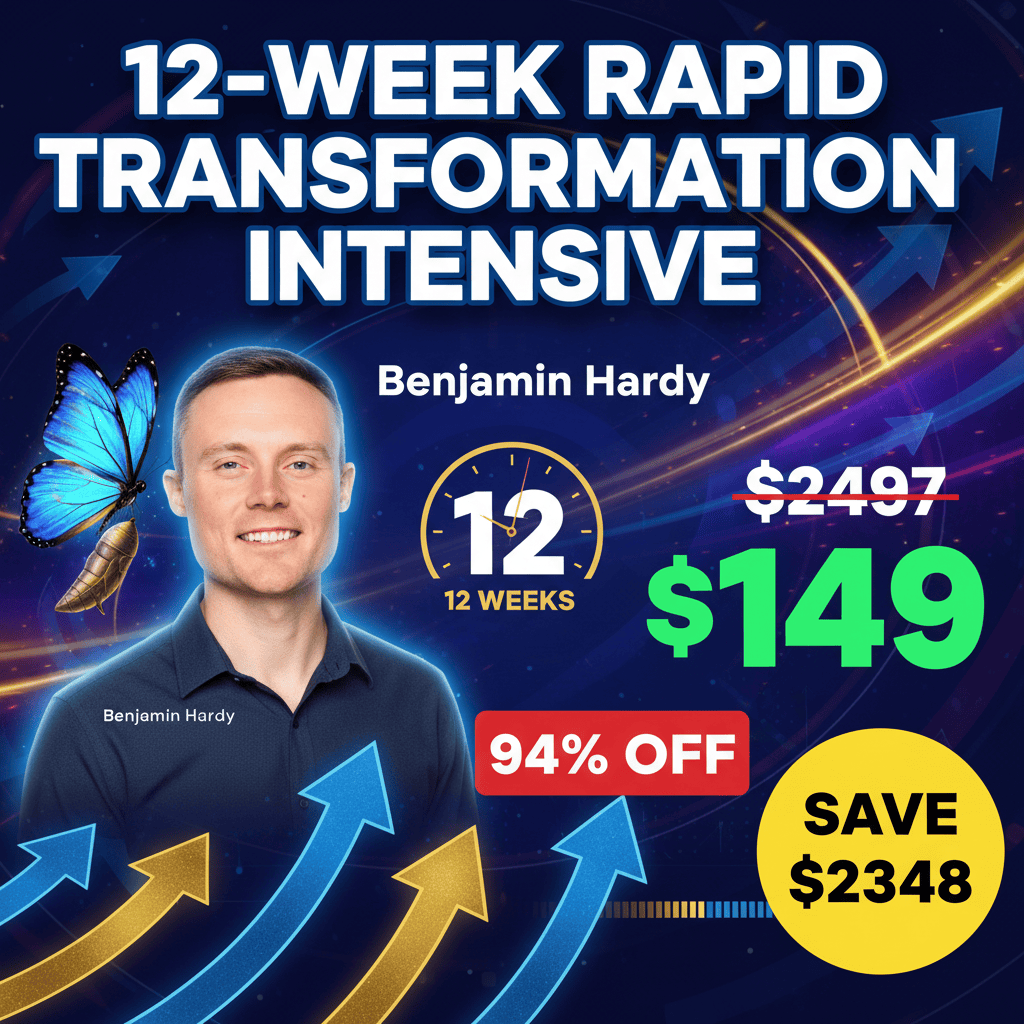 12-WEEK RAPID
TRANSFORMATION
INTENSIVE
Benjamin Hardy
12
12 WEEKS
$2497
$149
Benjamin Hardy
94% OFF
SAVE
$2348